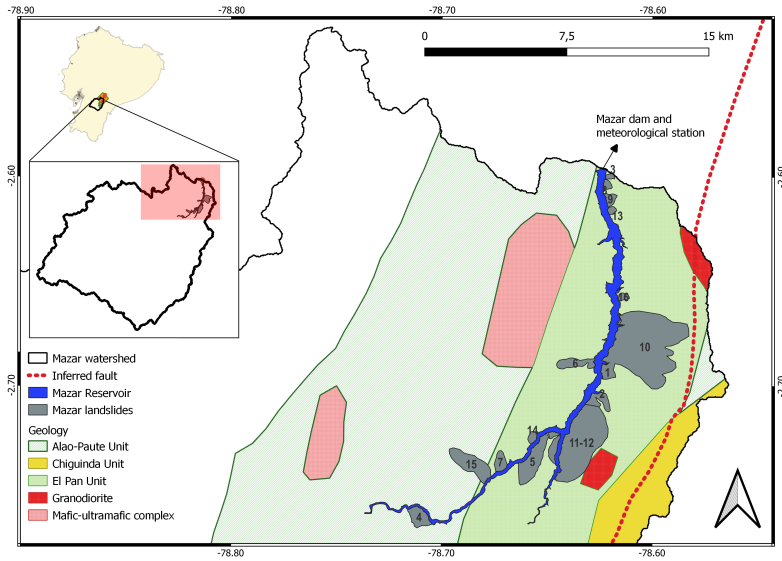 -78.90
-78.80
-78.70
-78.60
0
7,5
15 km
Mazar dam and
meteorological station
-2.60
-2.60
3
9
13
16
10
6
1
2
14
11-12
15
7
5
4
-2.70
-2.70
Mazar watershed
Inferred fault
Mazar Reservoir
Mazar landslides
Geology
Alao-Paute Unit
Chiguinda Unit
El Pan Unit
Granodiorite
Mafic-ultramafic complex
-78.80
-78.70
-78.60